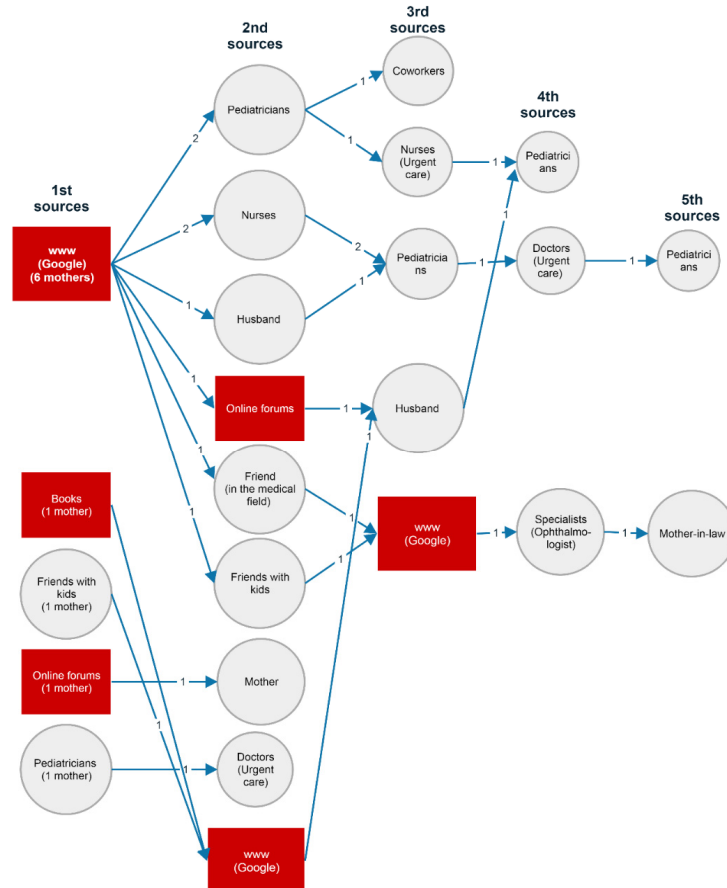 1st
sources
2nd
sources
3rd
sources
4th
sources
5th
sources
www
(Google)
(6 mothers)
Books
(1 mother)
Friends with
kids
(1 mother)
Online forums
(1 mother)
Pediatricians
(1 mother)
2
2
1
1
1
1
1
1
1
Pediatricians
Nurses
Husband
Online forums
Friend
(in the medical
field)
Friends with
kids
Mother
Doctors
(Urgent
care)
www
(Google)
1
1
2
1
1
1
1
1
Coworkers
Nurses
(Urgent
care)
Pediatricia
ns
Husband
www
(Google)
1
1
1
1
Pediatrici
ans
Doctors
(Urgent
care)
Specialists
(Ophthalmo-
logist)
1
1
Pediatrici
ans
Mother-in-law